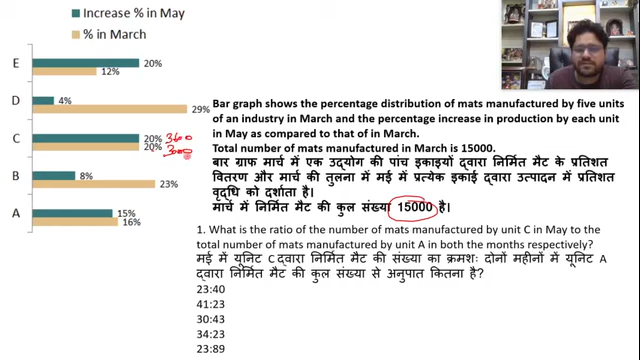 Increase % in May
% in March
E
20%
12%
D
4%
29%
C
20% 360
20% 300
B
8%
23%
A
15%
16%
Bar graph shows the percentage distribution of mats manufactured by five units
of an industry in March and the percentage increase in production by each unit
in May as compared to that of in March.
Total number of mats manufactured in March is 15000.
बार ग्राफ मार्च में एक उद्योग की पांच इकाइयों द्वारा निर्मित मैट के प्रतिशत
वितरण और मार्च की तुलना में मई में प्रत्येक इकाई द्वारा उत्पादन में प्रतिशत
वृद्धि को दर्शाता है।
मार्च में निर्मित मैट की कुल संख्या 15000 है।
1. What is the ratio of the number of mats manufactured by unit C in May to the
total number of mats manufactured by unit A in both the months respectively?
मई में यूनिट C द्वारा निर्मित मैट की संख्या का क्रमशः दोनों महीनों में यूनिट A
द्वारा निर्मित मैट की कुल संख्या से अनुपात कितना है?
23:40
41:23
30:43
34:23
23:89